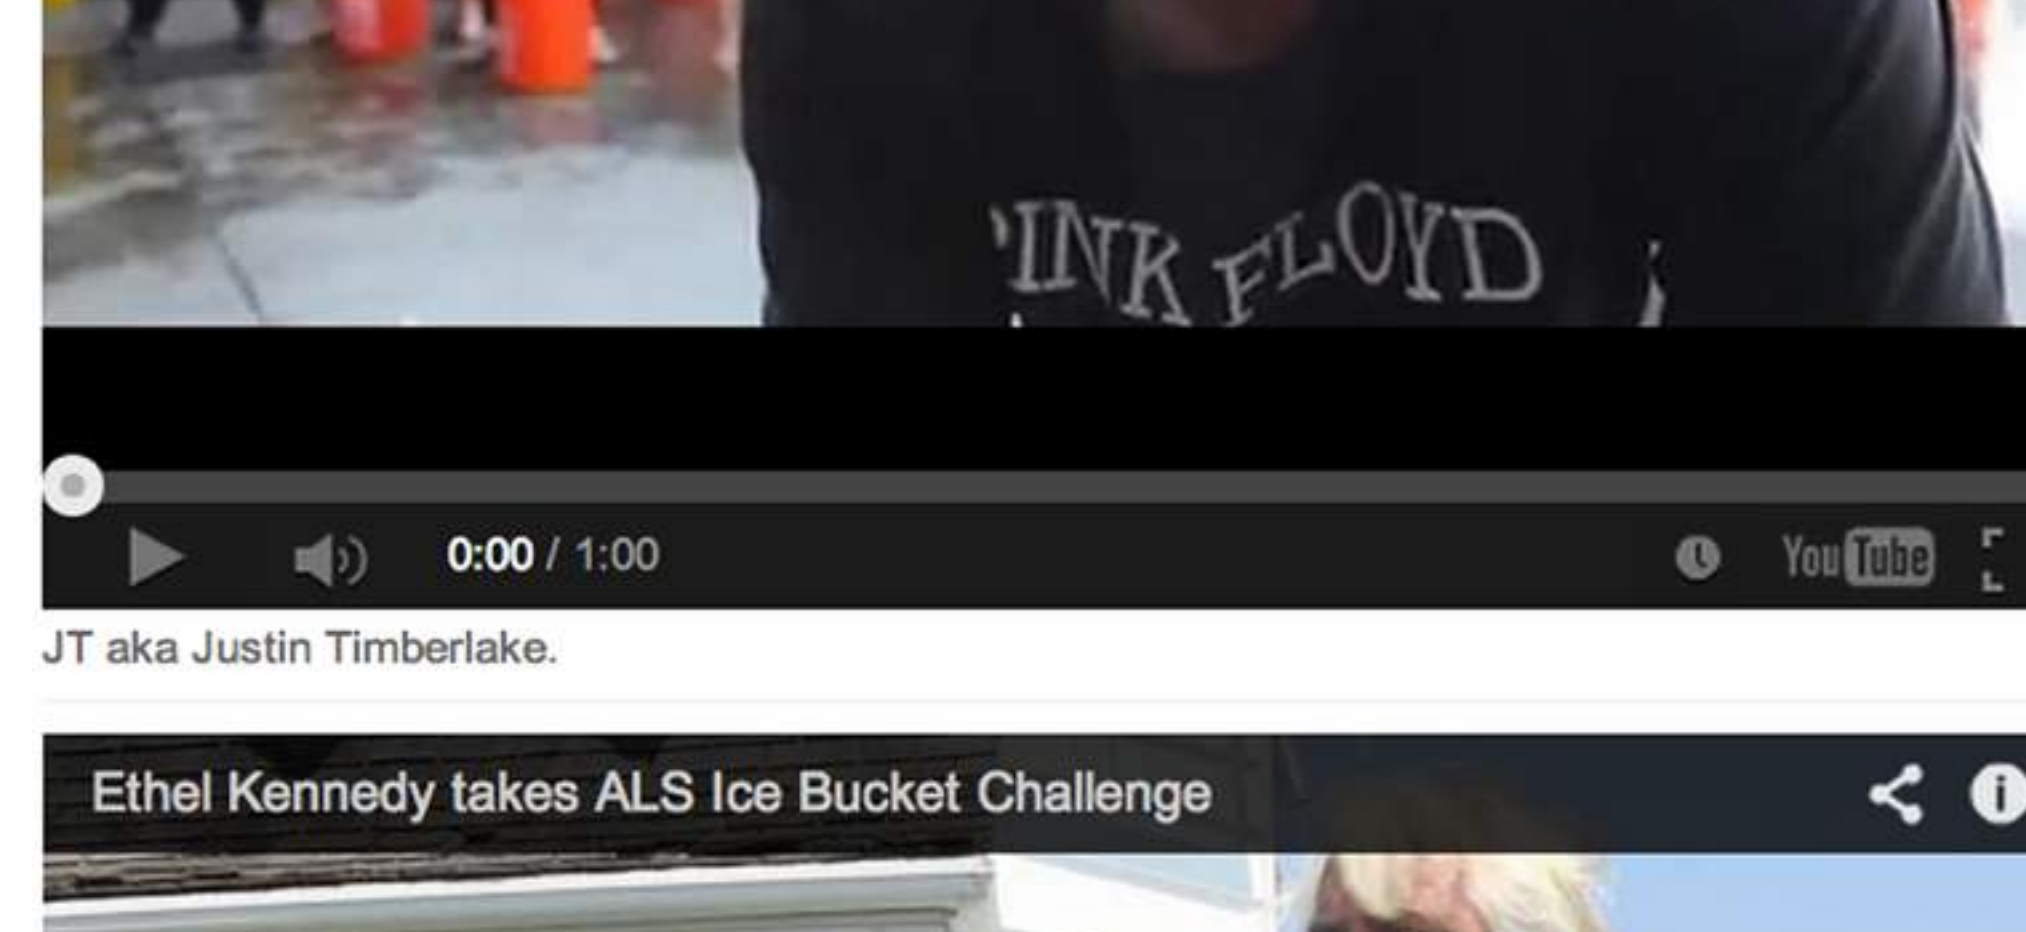 'INK FLOYD
0:00 / 1:00
YouTube
JT aka Justin Timberlake.
Ethel Kennedy takes ALS Ice Bucket Challenge